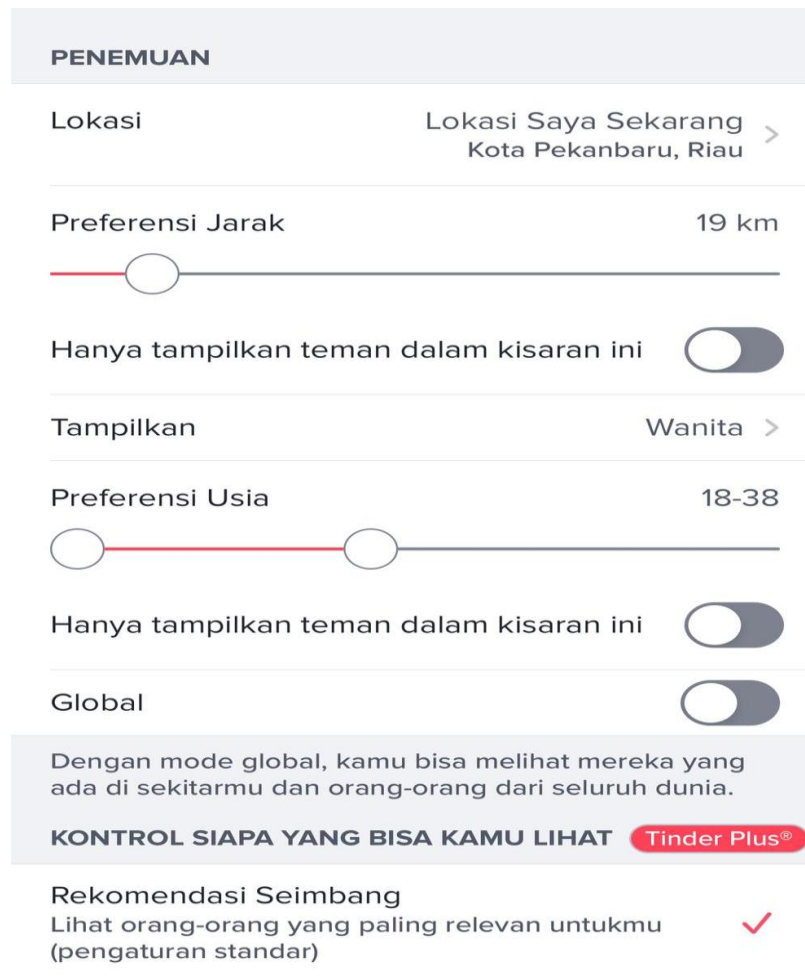 PENEMUAN
Lokasi
Lokasi Saya Sekarang
Kota Pekanbaru, Riau
Preferensi Jarak
19 km
Hanya tampilkan teman dalam kisaran ini
Tampilkan
Wanita
Preferensi Usia
18-38
Hanya tampilkan teman dalam kisaran ini
Global
Dengan mode global, kamu bisa melihat mereka yang
ada di sekitarmu dan orang-orang dari seluruh dunia.
KONTROL SIAPA YANG BISA KAMU LIHAT Tinder Plus®
Rekomendasi Seimbang
Lihat orang-orang yang paling relevan untukmu
(pengaturan standar)